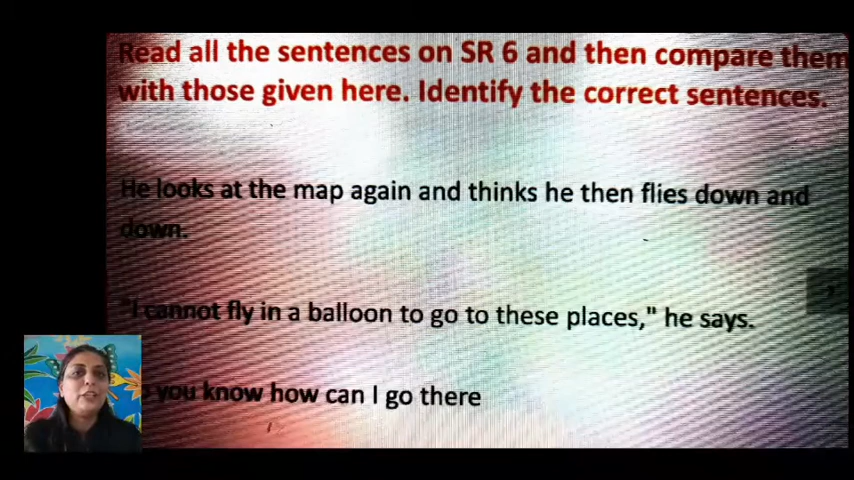 Read all the sentences on SR 6 and then compare them
with those given here. Identify the correct sentences.
He looks at the map again and thinks he then flies down and
down.
"I cannot fly in a balloon to go to these places," he says.
you know how can I go there